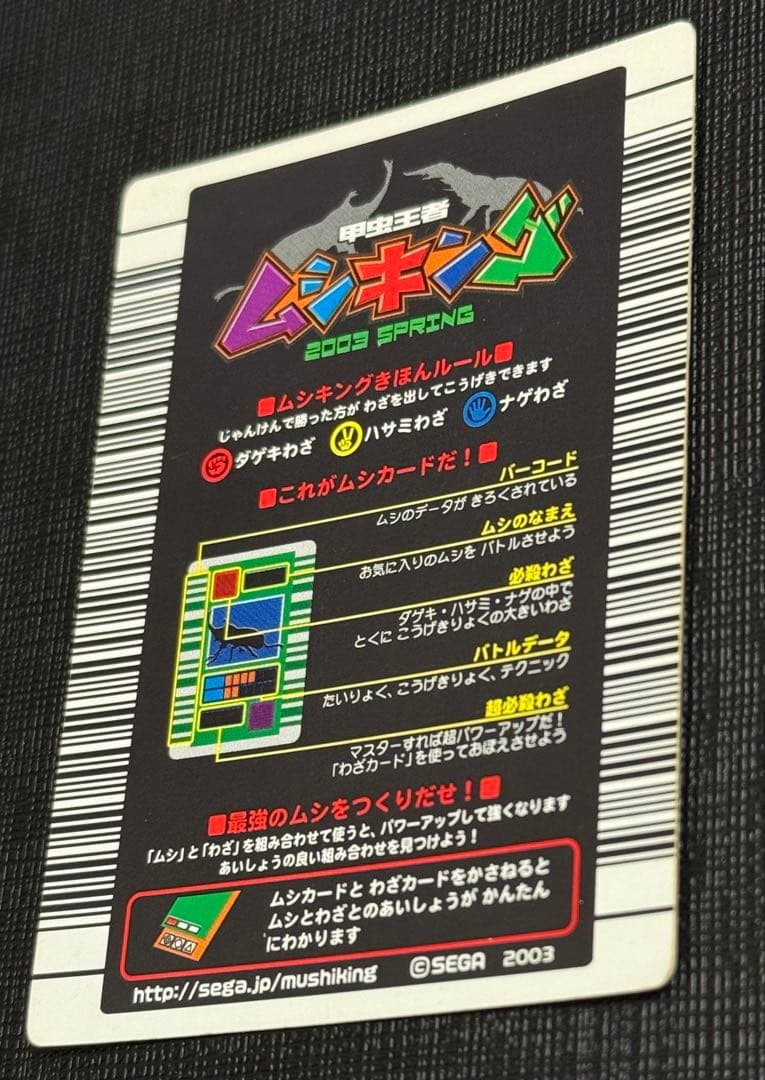 甲虫王者
ムシキング
2003 SPRING
■ムシキングきほんルール■
じゃんけんで勝った方が わざを出してこうげきできます
ダゲキわざ ハサミわざ ナゲわざ
■これがムシカードだ！■
バーコード
ムシのデータが きろくされている
ムシのなまえ
お気に入りのムシを バトルさせよう
必殺わざ
ダゲキ・ハサミ・ナゲの中で
とくに こうげきりょくの大きいわざ
バトルデータ
たいりょく、こうげきりょく、テクニック
超必殺わざ
マスターすれば超パワーアップだ！
「わざカード」を使っておぼえさせよう
■最強のムシをつくりだせ！■
「ムシ」と「わざ」を組み合わせて使うと、パワーアップして強くなります
あいしょうの良い組み合わせを見つけよう！
ムシカードと わざカードをかさねると
ムシとわざとのあいしょうが かんたん
にわかります
http://sega.jp/mushiking ©SEGA 2003